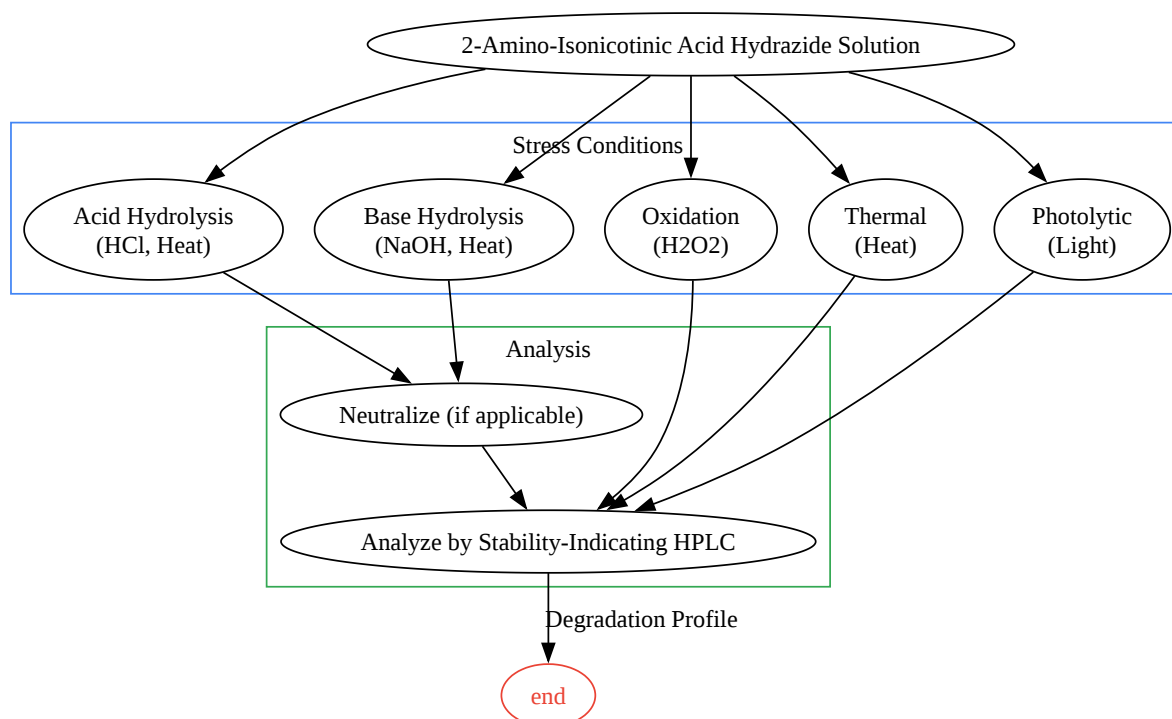 2-Amino-Isonicotinic Acid Hydrazide Solution
Stress Conditions
Acid Hydrolysis
(HCl, Heat)
Base Hydrolysis
(NaOH, Heat)
Oxidation
(H2O2)
Thermal
(Heat)
Photolytic
(Light)
Analysis
Neutralize (if applicable)
Analyze by Stability-Indicating HPLC
Degradation Profile
end